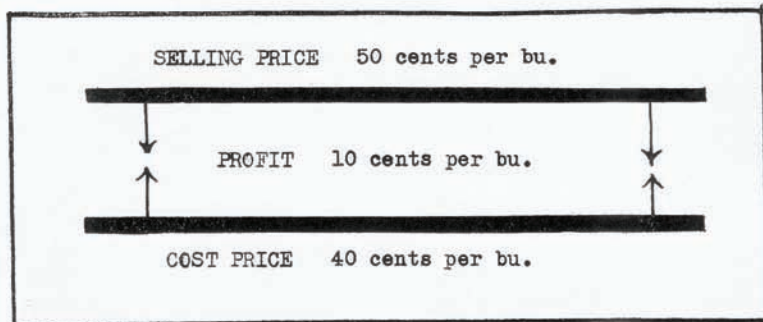 SELLING PRICE 50 cents per bu.
PROFIT 10 cents per bu.
COST PRICE 40 cents per bu.